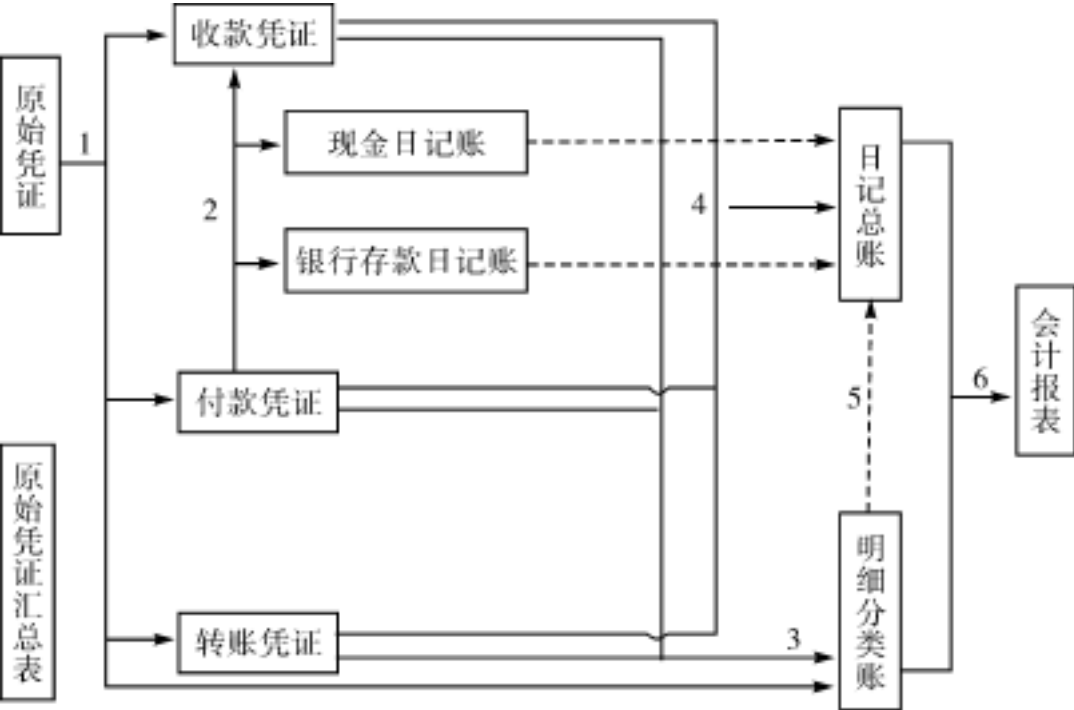 收款凭证
原始凭证
1
现金日记账
日记总账
2
4
银行存款日记账
会计报表
付款凭证
5
6
原始凭证汇总表
明细分类账
转账凭证
3